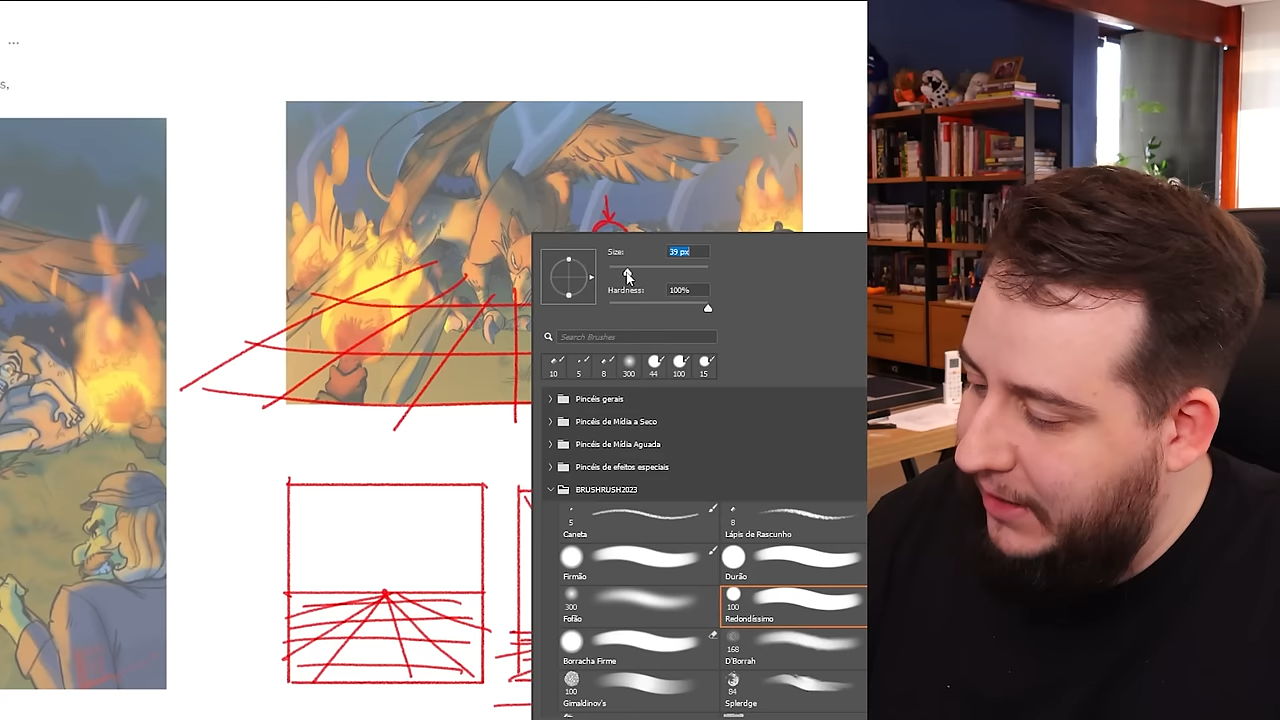 ...
s,
Size:
39 px
Hardness:
100%
Search Brushes
10 5 8 300 44 100 15
Pincéis gerais
Pincéis de Mídia a Seco
Pincéis de Mídia Aguada
Pincéis de efeitos especiais
BRUSHRUSH2023
5 8
Caneta Lápis de Rascunho
Firmão Durão
300 100
Fofão Redondíssimo
168
Borracha Firme D'Borrah
100 84
Gimaldinov's Splerdge